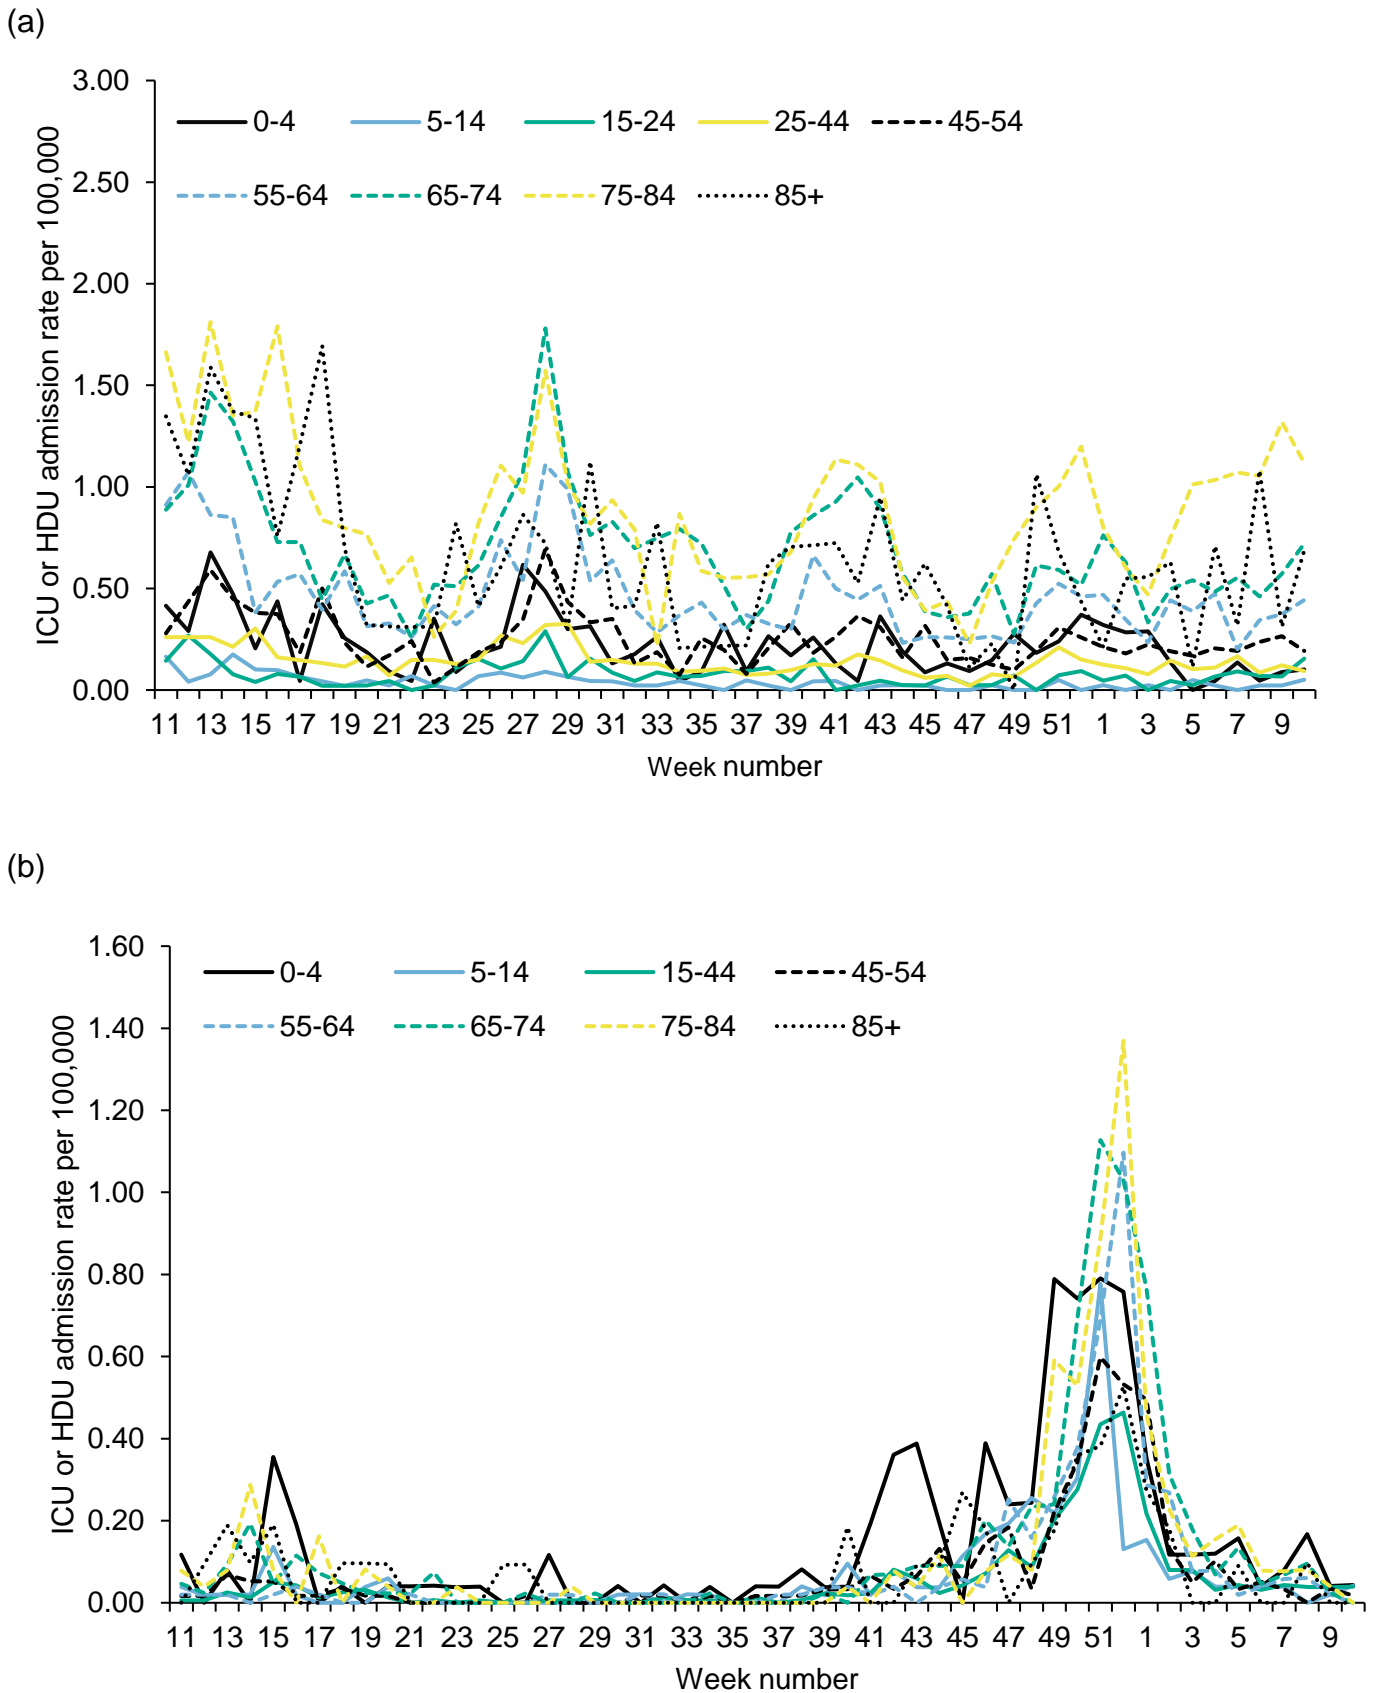 (a)
ICU or HDU admission rate per 100,000
3.00
2.50
2.00
1.50
1.00
0.50
0.00
0-4 5-14 15-24 25-44 45-54
55-64 65-74 75-84 85+
11 13 15 17 19 21 23 25 27 29 31 33 35 37 39 41 43 45 47 49 51 1 3 5 7 9
Week number
(b)
ICU or HDU admission rate per 100,000
1.60
1.40
1.20
1.00
0.80
0.60
0.40
0.20
0.00
0-4 5-14 15-44 45-54
55-64 65-74 75-84 85+
11 13 15 17 19 21 23 25 27 29 31 33 35 37 39 41 43 45 47 49 51 1 3 5 7 9
Week number